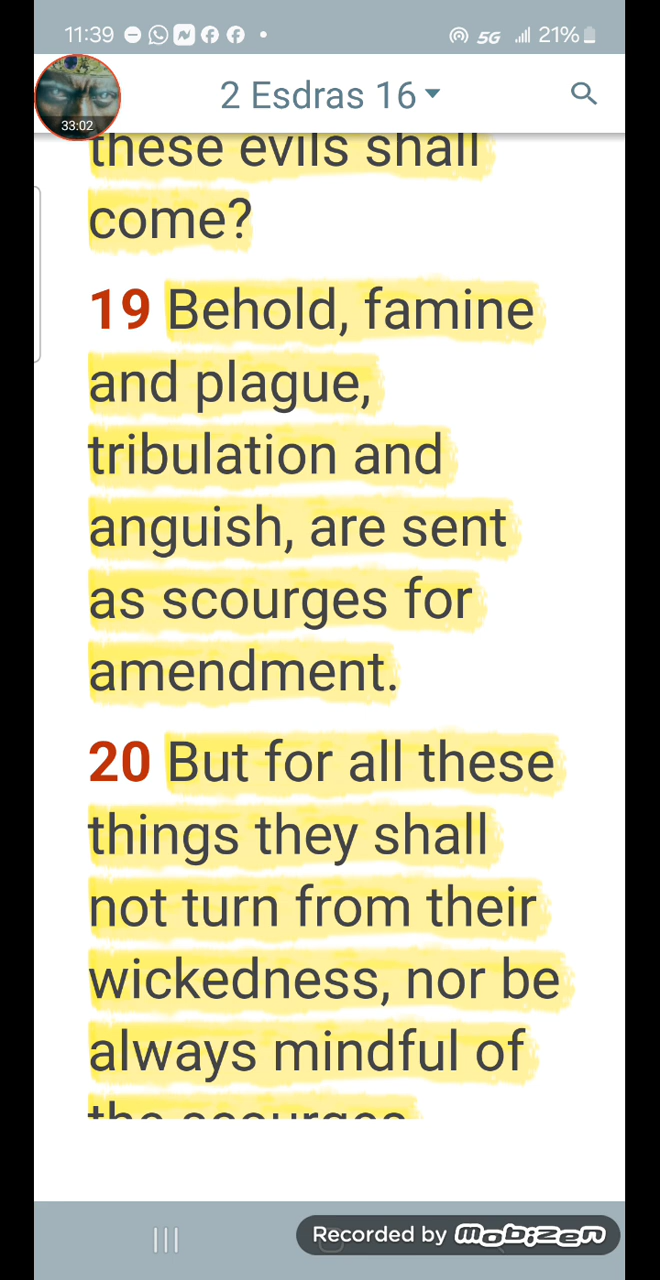 11:39 5G 21%
33:02
2 Esdras 16
these evils shall
come?
19 Behold, famine
and plague,
tribulation and
anguish, are sent
as scourges for
amendment.
20 But for all these
things they shall
not turn from their
wickedness, nor be
always mindful of
the scourges.
Recorded by mobizen